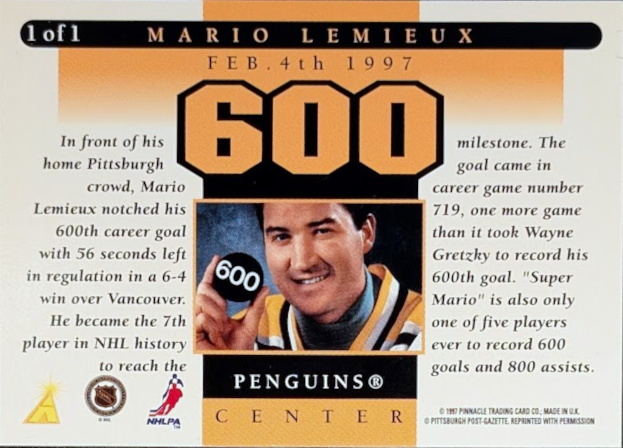 1 of 1
MARIO LEMIEUX
FEB. 4th 1997
600
In front of his
home Pittsburgh
crowd, Mario
Lemieux notched his
600th career goal
with 56 seconds left
in regulation in a 6-4
win over Vancouver.
He became the 7th
player in NHL history
to reach the
milestone. The
goal came in
career game number
719, one more game
than it took Wayne
Gretzky to record his
600th goal. "Super
Mario" is also only
one of five players
ever to record 600
goals and 800 assists.
600
PENGUINS®
CENTER
NHLPA
© 1997 PINNACLE TRADING CARD CO.; MADE IN U.K.
© PITTSBURGH POST-GAZETTE, REPRINTED WITH PERMISSION